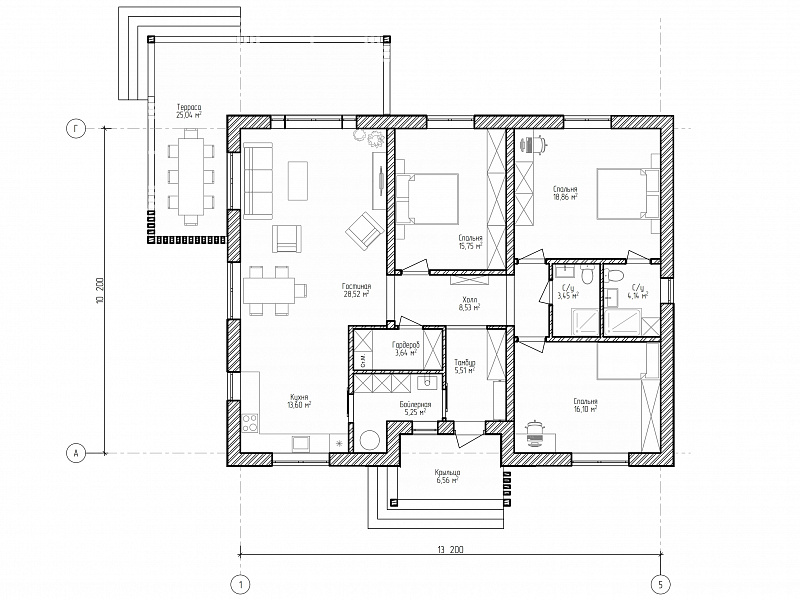 Терраса
25,04 м²
Г
Спальня
18,86 м²
Спальня
15,75 м²
Гостиная
28,52 м²
Холл
8,53 м²
С/у
3,45 м²
С/у
4,14 м²
10 200
Гардероб
3,64 м²
Ст.М.
Тамбур
5,51 м²
Кухня
13,60 м²
Бойлерная
5,25 м²
Спальня
16,10 м²
А
Крыльцо
6,56 м²
13 200
1
5